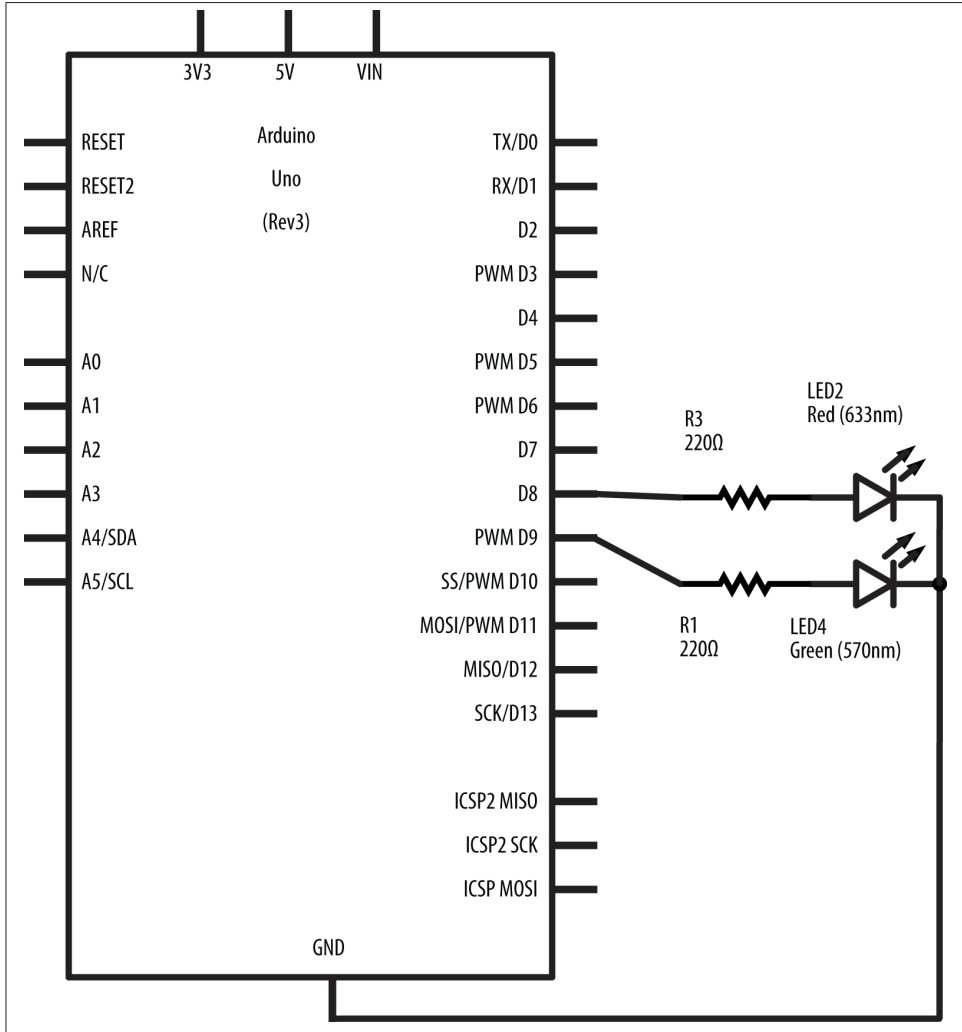 3V3
5V
VIN
Arduino
Uno
(Rev3)
RESET
RESET2
AREF
N/C
A0
A1
A2
A3
A4/SDA
A5/SCL
TX/D0
RX/D1
D2
PWM D3
D4
PWM D5
PWM D6
D7
D8
PWM D9
SS/PWM D10
MOSI/PWM D11
MISO/D12
SCK/D13
ICSP2 MISO
ICSP2 SCK
ICSP MOSI
GND
R3
220Ω
LED2
Red (633nm)
R1
220Ω
LED4
Green (570nm)